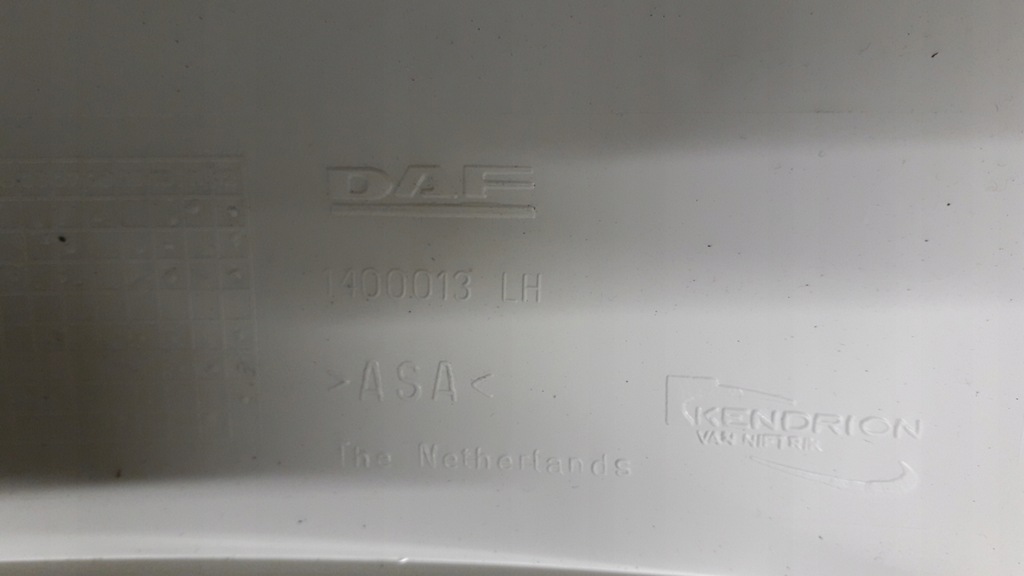 DAF
1400013 LH
>ASA<
The Netherlands
KENDRION
VAN NIFTRIK